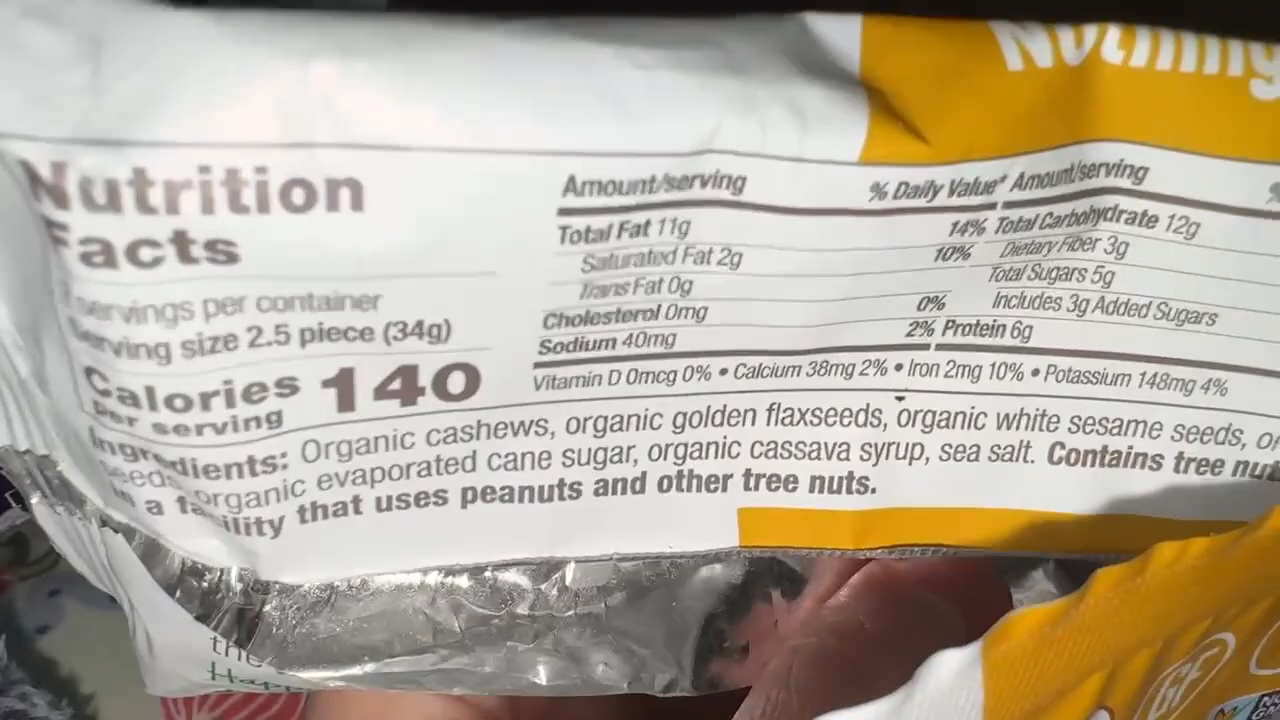 Nothing
Nutrition
Facts
servings per container
Serving size 2.5 piece (34g)
Calories 140
per serving
Amount/serving % Daily Value*
Total Fat 11g 14%
Saturated Fat 2g 10%
Trans Fat 0g
Cholesterol 0mg 0%
Sodium 40mg 2%
Amount/serving %
Total Carbohydrate 12g
Dietary Fiber 3g
Total Sugars 5g
Includes 3g Added Sugars
Protein 6g
Vitamin D 0mcg 0% • Calcium 38mg 2% • Iron 2mg 10% • Potassium 148mg 4%
Ingredients: Organic cashews, organic golden flaxseeds, organic white sesame seeds,
seeds, organic evaporated cane sugar, organic cassava syrup, sea salt. Contains tree
in a facility that uses peanuts and other tree nuts.
the
GF